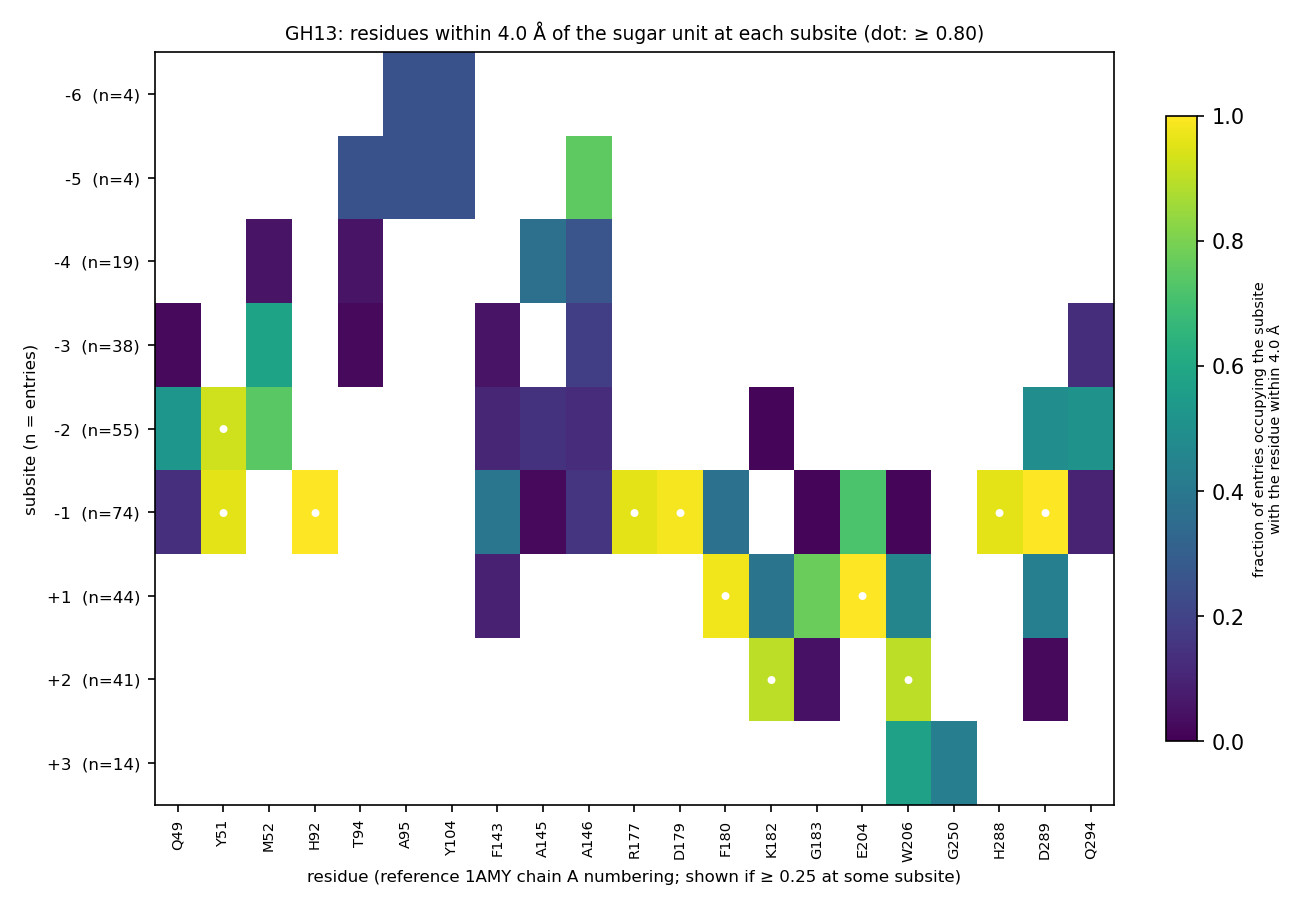 GH13: residues within 4.0 Å of the sugar unit at each subsite (dot: ≥ 0.80)
subsite (n = entries)
-6 (n=4)
-5 (n=4)
-4 (n=19)
-3 (n=38)
-2 (n=55)
-1 (n=74)
+1 (n=44)
+2 (n=41)
+3 (n=14)
Q49 Y51 M52 H92 T94 A95 Y104 F143 A145 A146 R177 D179 F180 K182 G183 E204 W206 G250 H288 D289 Q294
residue (reference 1AMY chain A numbering; shown if ≥ 0.25 at some subsite)
1.0
0.8
0.6
0.4
0.2
0.0
fraction of entries occupying the subsite
with the residue within 4.0 Å